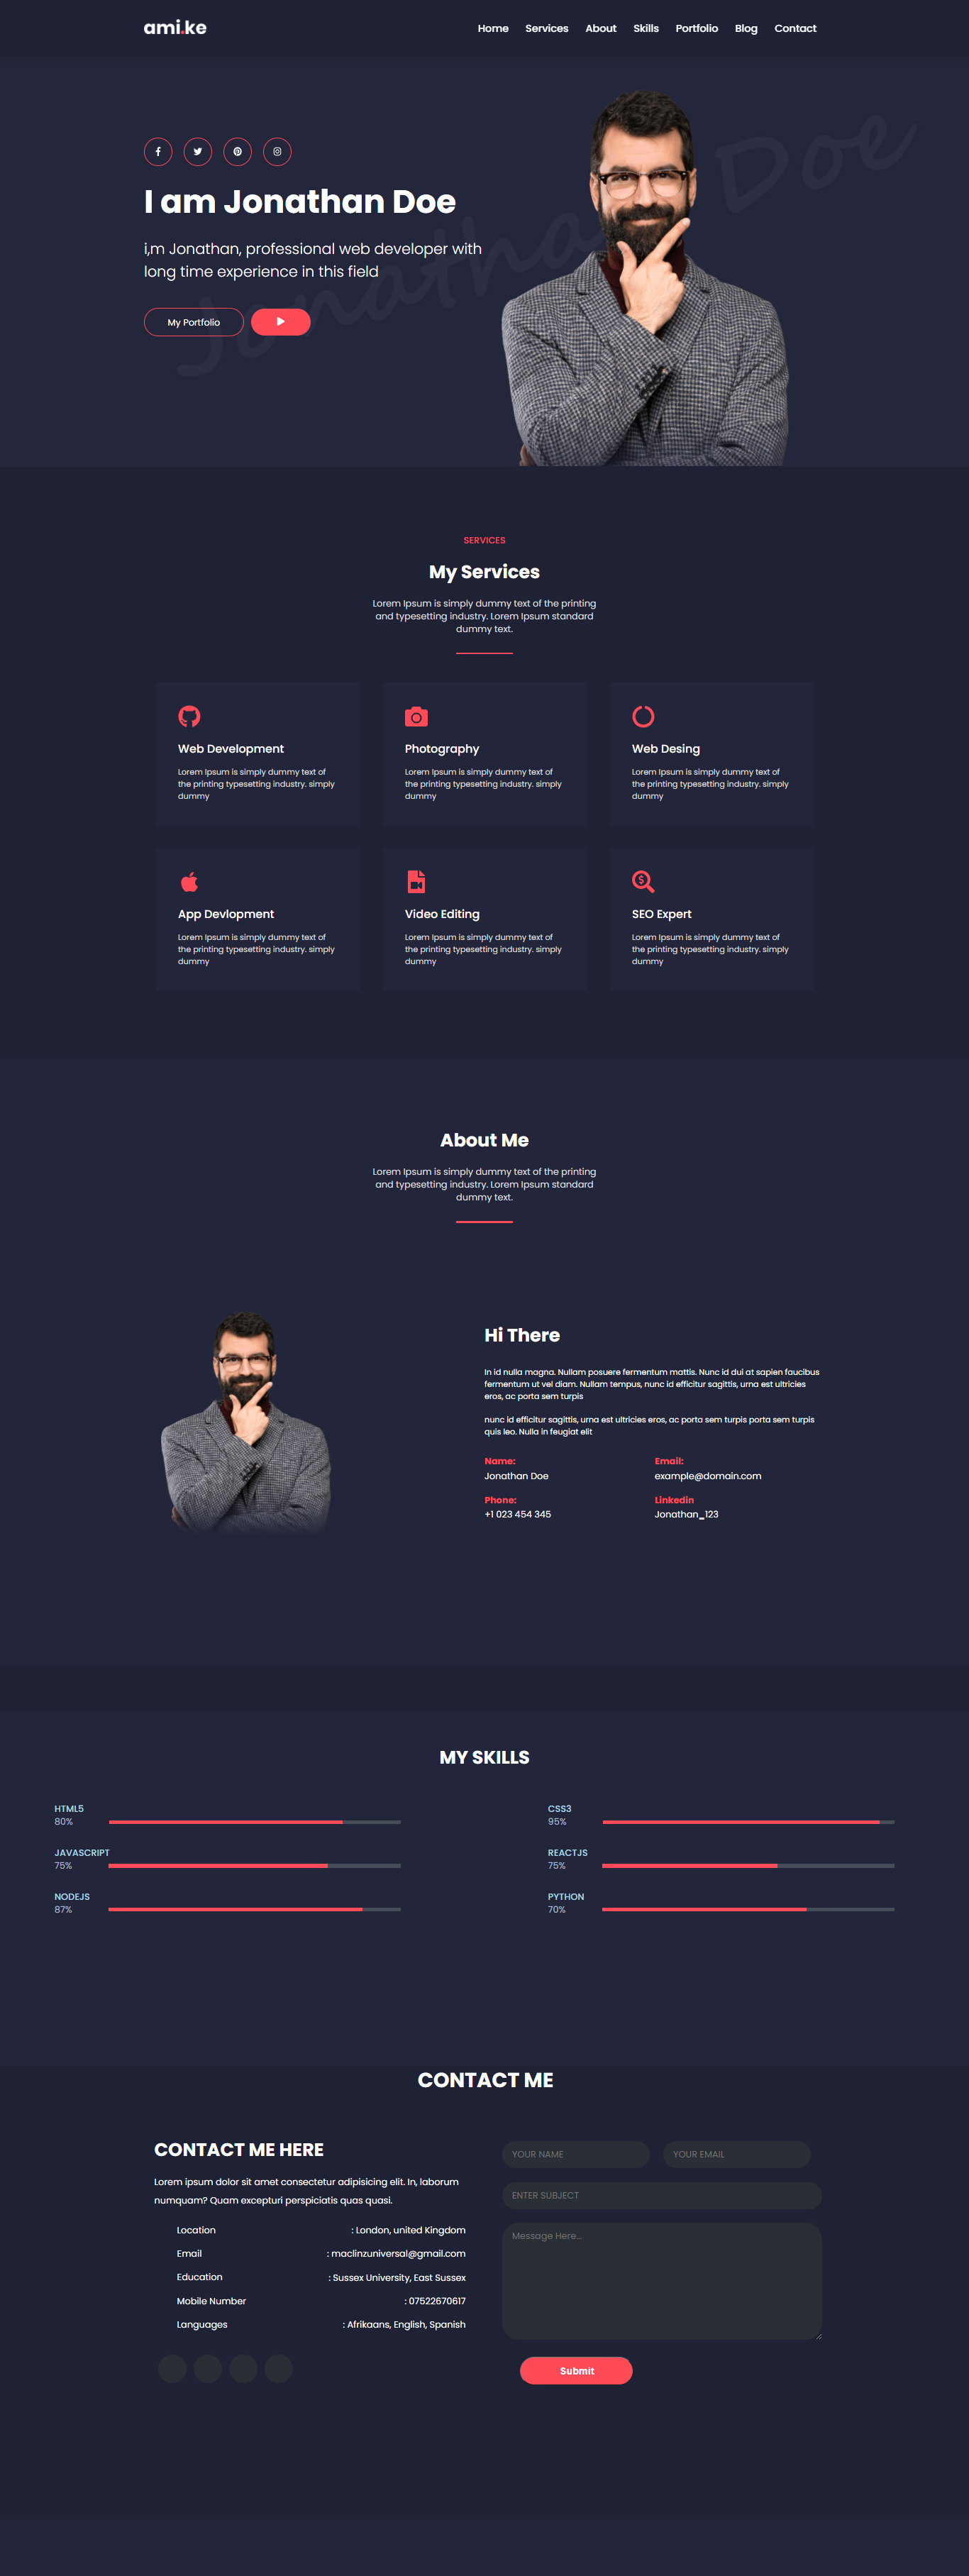 ami.ke
Home Services About Skills Portfolio Blog Contact
Jonathan Doe
I am Jonathan Doe
i,m Jonathan, professional web developer with
long time experience in this field
My Portfolio
SERVICES
My Services
Lorem Ipsum is simply dummy text of the printing
and typesetting industry. Lorem Ipsum standard
dummy text.
Web Development
Lorem Ipsum is simply dummy text of
the printing typesetting industry. simply
dummy
Photography
Lorem Ipsum is simply dummy text of
the printing typesetting industry. simply
dummy
Web Desing
Lorem Ipsum is simply dummy text of
the printing typesetting industry. simply
dummy
App Devlopment
Lorem Ipsum is simply dummy text of
the printing typesetting industry. simply
dummy
Video Editing
Lorem Ipsum is simply dummy text of
the printing typesetting industry. simply
dummy
SEO Expert
Lorem Ipsum is simply dummy text of
the printing typesetting industry. simply
dummy
About Me
Lorem Ipsum is simply dummy text of the printing
and typesetting industry. Lorem Ipsum standard
dummy text.
Hi There
In id nulla magna. Nullam posuere fermentum mattis. Nunc id dui at sapien faucibus
fermentum ut vel diam. Nullam tempus, nunc id efficitur sagittis, urna est ultricies
eros, ac porta sem turpis
nunc id efficitur sagittis, urna est ultricies eros, ac porta sem turpis porta sem turpis
quis leo. Nulla in feugiat elit
Name: Email:
Jonathan Doe example@domain.com
Phone: Linkedin
+1 023 454 345 Jonathan_123
MY SKILLS
HTML5
80%
CSS3
95%
JAVASCRIPT
75%
REACTJS
75%
NODEJS
87%
PYTHON
70%
CONTACT ME
CONTACT ME HERE
Lorem ipsum dolor sit amet consectetur adipisicing elit. In, laborum
numquam? Quam excepturi perspiciatis quas quasi.
Location : London, united Kingdom
Email : maclinzuniversal@gmail.com
Education : Sussex University, East Sussex
Mobile Number : 07522670617
Languages : Afrikaans, English, Spanish
YOUR NAME YOUR EMAIL
ENTER SUBJECT
Message Here...
Submit